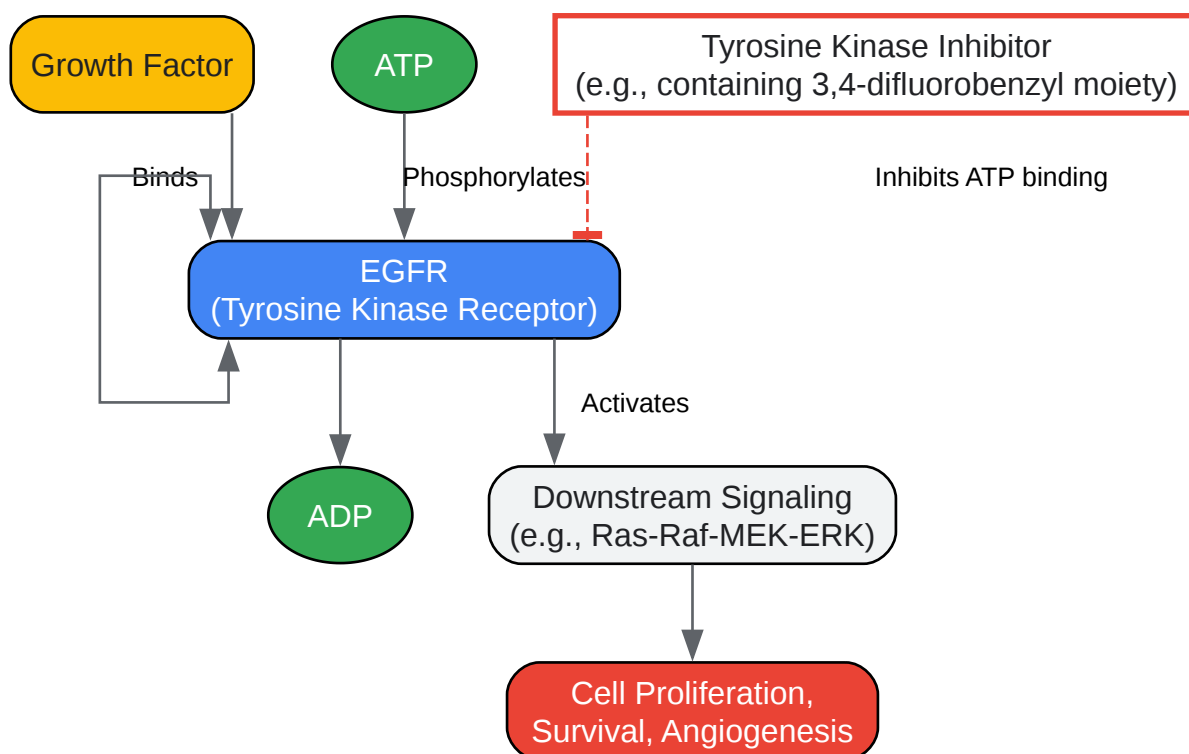 Growth Factor
ATP
Tyrosine Kinase Inhibitor
(e.g., containing 3,4-difluorobenzyl moiety)
Binds
Phosphorylates
Inhibits ATP binding
EGFR
(Tyrosine Kinase Receptor)
Activates
ADP
Downstream Signaling
(e.g., Ras-Raf-MEK-ERK)
Cell Proliferation,
Survival, Angiogenesis